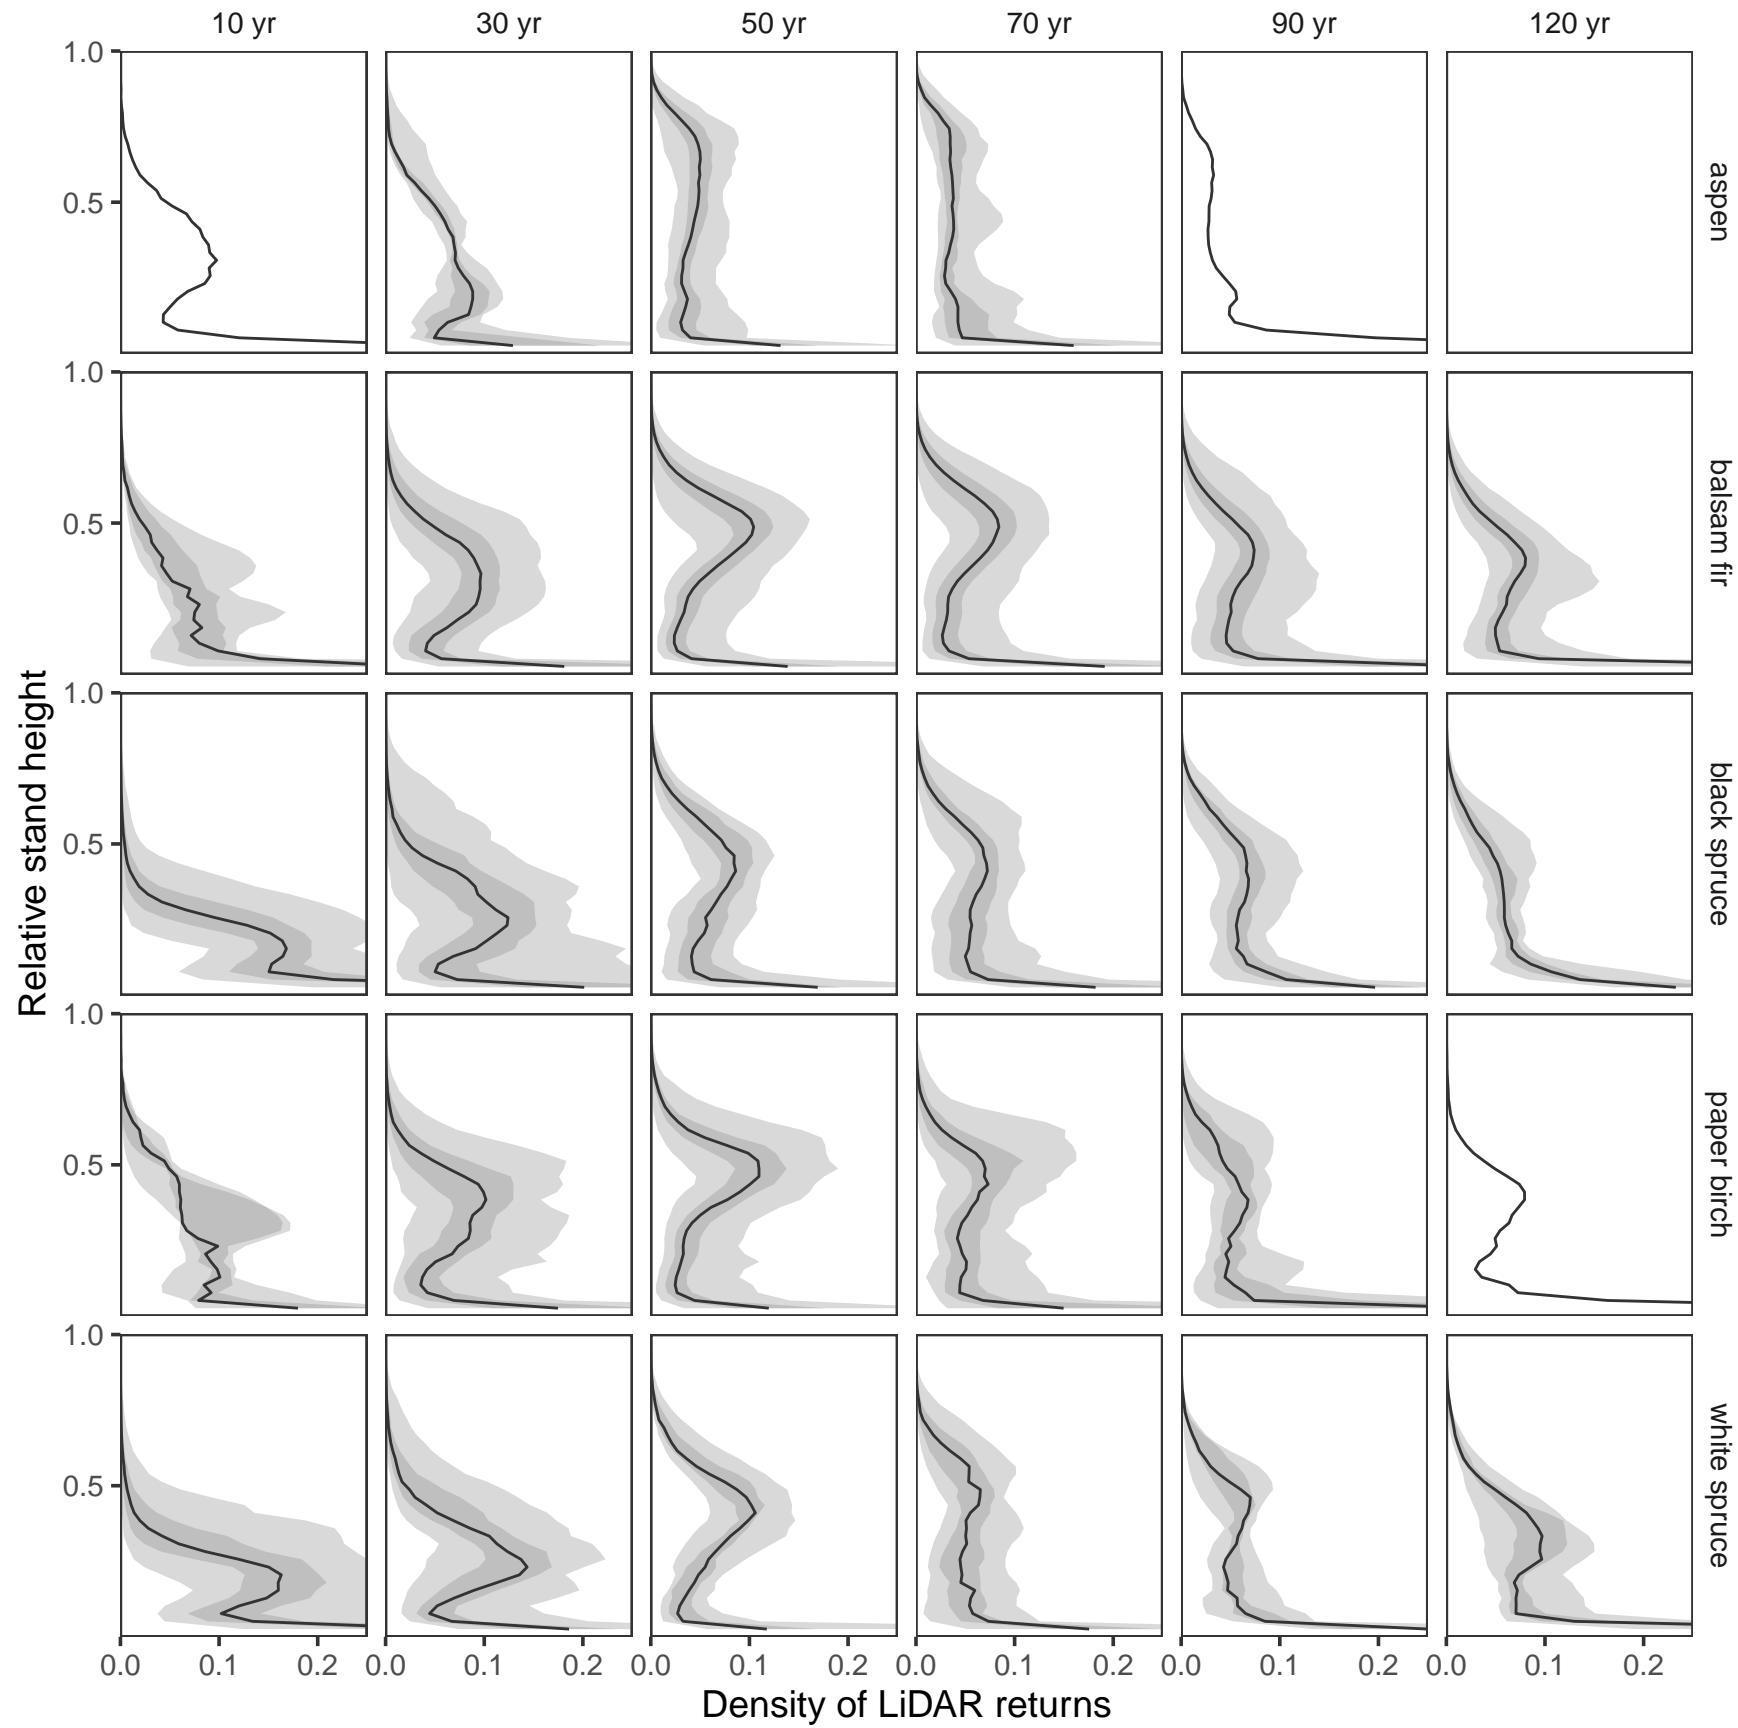 10 yr 30 yr 50 yr 70 yr 90 yr 120 yr
1.0
0.5
aspen
1.0
0.5
balsam fir
1.0
0.5
black spruce
Relative stand height
1.0
0.5
paper birch
1.0
0.5
white spruce
0.0 0.1 0.2 0.0 0.1 0.2 0.0 0.1 0.2 0.0 0.1 0.2 0.0 0.1 0.2 0.0 0.1 0.2
Density of LiDAR returns